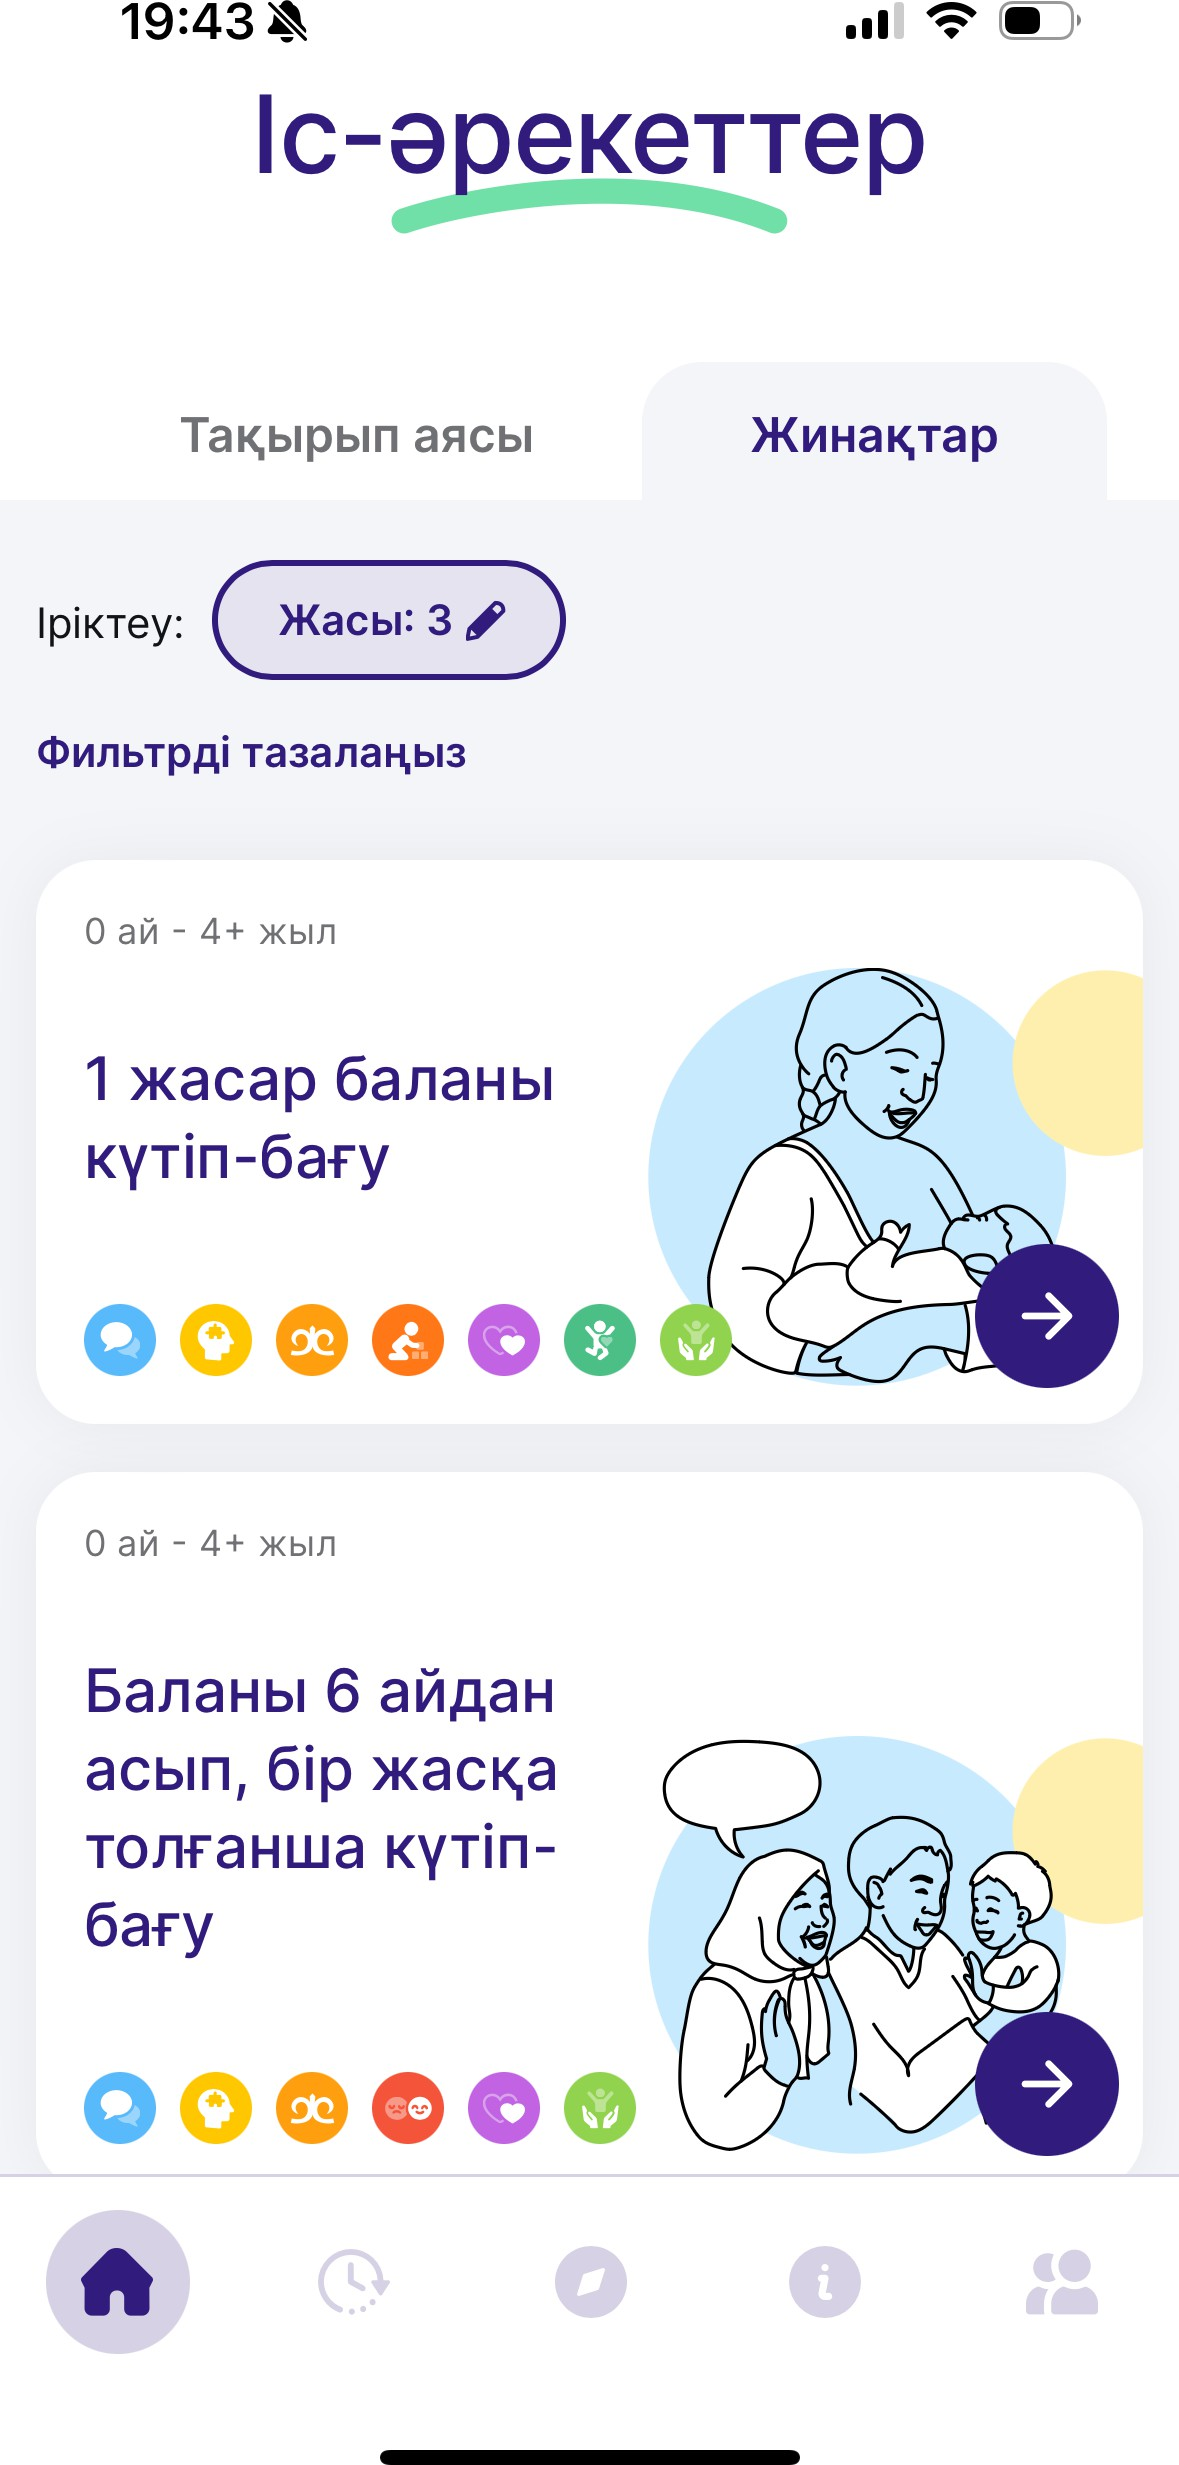 19:43
Іс-әрекеттер
Тақырып аясы
Жинақтар
Іріктеу:
Жасы: 3
Фильтрді тазалаңыз
0 ай - 4+ жыл
1 жасар баланы
күтіп-бағу
0 ай - 4+ жыл
Баланы 6 айдан
асып, бір жасқа
толғанша күтіп-
бағу